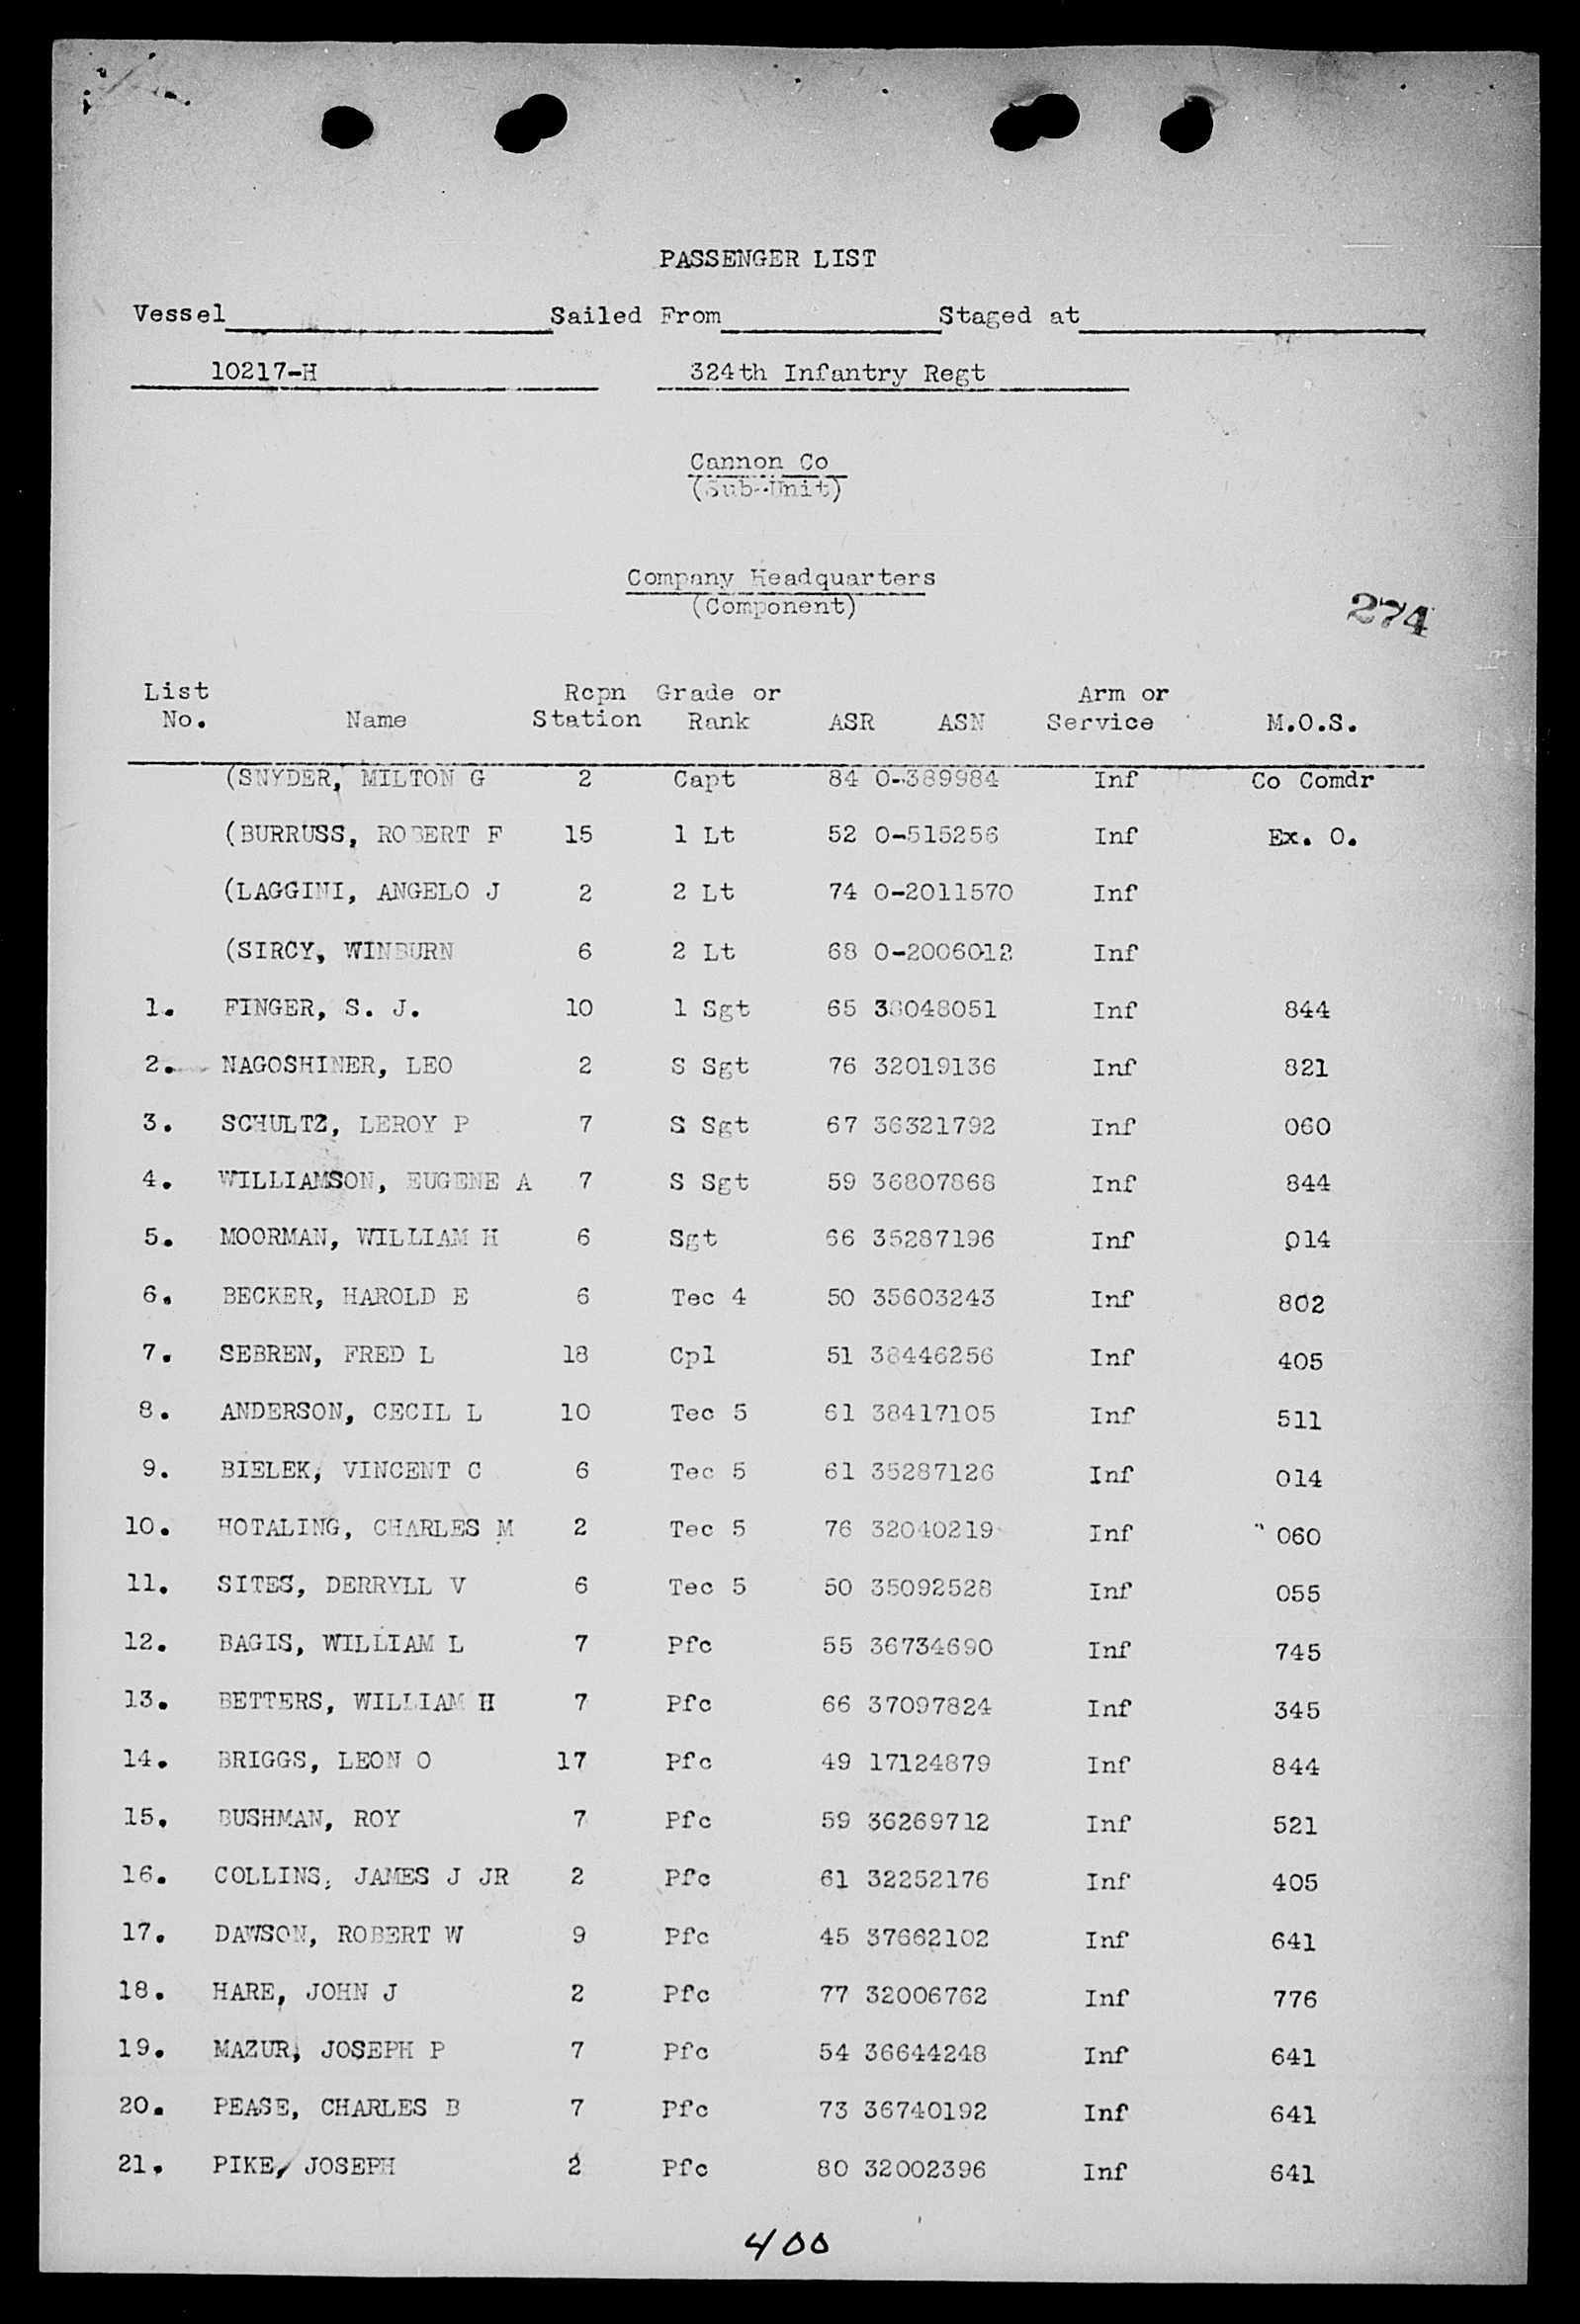 PASSENGER LIST
Vessel Sailed From Staged at
10217-H 324th Infantry Regt
Cannon Co
(Sub-Unit)
Company Headquarters
(Component)
274
List Rcpn Grade or Arm or
No. Name Station Rank ASR ASN Service M.O.S.
(SNYDER, MILTON G 2 Capt 84 O-389984 Inf Co Comdr
(BURRUSS, ROBERT F 15 1 Lt 52 O-515256 Inf Ex. O.
(LAGGINI, ANGELO J 2 2 Lt 74 O-2011570 Inf
(SIRCY, WINBURN 6 2 Lt 68 O-2006012 Inf
1. FINGER, S. J. 10 1 Sgt 65 38048051 Inf 844
2. NAGOSHINER, LEO 2 S Sgt 76 32019136 Inf 821
3. SCHULTZ, LEROY P 7 S Sgt 67 36321792 Inf 060
4. WILLIAMSON, EUGENE A 7 S Sgt 59 36807868 Inf 844
5. MOORMAN, WILLIAM H 6 Sgt 66 35287196 Inf 014
6. BECKER, HAROLD E 6 Tec 4 50 35603243 Inf 802
7. SEBREN, FRED L 18 Cpl 51 38446256 Inf 405
8. ANDERSON, CECIL L 10 Tec 5 61 38417105 Inf 511
9. BIELEK, VINCENT C 6 Tec 5 61 35287126 Inf 014
10. HOTALING, CHARLES M 2 Tec 5 76 32040219 Inf 060
11. SITES, DERRYLL V 6 Tec 5 50 35092528 Inf 055
12. BAGIS, WILLIAM L 7 Pfc 55 36734690 Inf 745
13. BETTERS, WILLIAM H 7 Pfc 66 37097824 Inf 345
14. BRIGGS, LEON O 17 Pfc 49 17124879 Inf 844
15. BUSHMAN, ROY 7 Pfc 59 36269712 Inf 521
16. COLLINS, JAMES J JR 2 Pfc 61 32252176 Inf 405
17. DAWSON, ROBERT W 9 Pfc 45 37662102 Inf 641
18. HARE, JOHN J 2 Pfc 77 32006762 Inf 776
19. MAZUR, JOSEPH P 7 Pfc 54 36644248 Inf 641
20. PEASE, CHARLES B 7 Pfc 73 36740192 Inf 641
21. PIKE, JOSEPH 2 Pfc 80 32002396 Inf 641
400